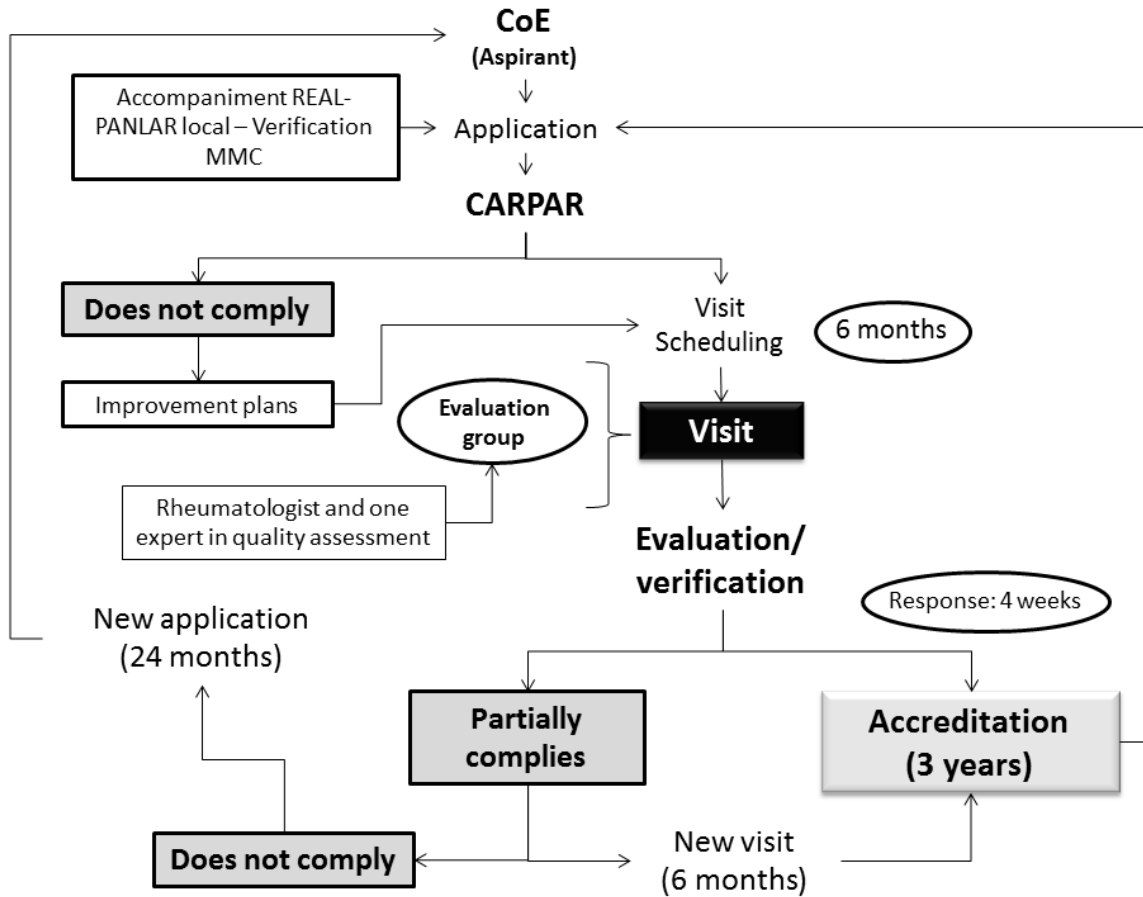 CoE
(Aspirant)
Accompaniment REAL-
PANLAR local – Verification
MMC
Application
CARPAR
Does not comply
Visit
Scheduling
6 months
Improvement plans
Evaluation
group
Visit
Rheumatologist and one
expert in quality assessment
Evaluation/
verification
Response: 4 weeks
New application
(24 months)
Partially
complies
Accreditation
(3 years)
Does not comply
New visit
(6 months)